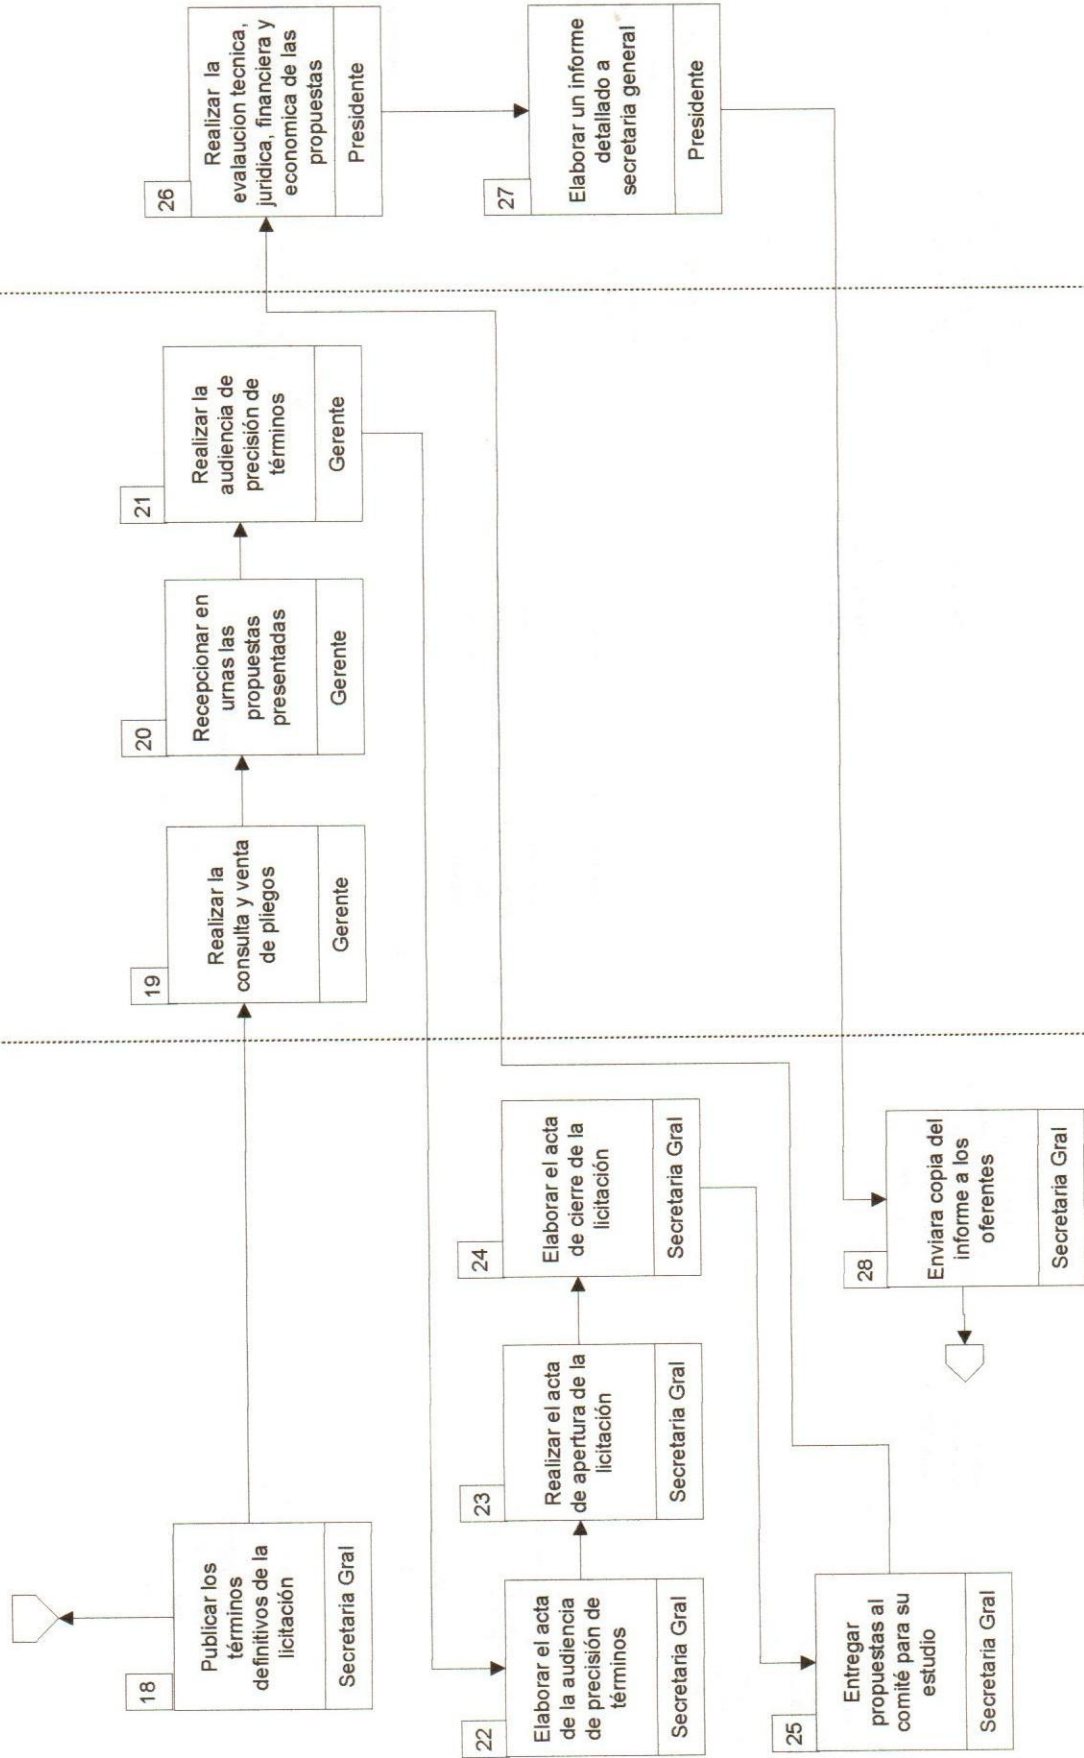 18
Publicar los
términos
definitivos de la
licitación
Secretaria Gral
19
Realizar la
consulta y venta
de pliegos
Gerente
20
Recepcionar en
urnas las
propuestas
presentadas
Gerente
21
Realizar la
audiencia de
precisión de
términos
Gerente
22
Elaborar el acta
de la audiencia
de precisión de
términos
Secretaria Gral
23
Realizar el acta
de apertura de la
licitación
Secretaria Gral
24
Elaborar el acta
de cierre de la
licitación
Secretaria Gral
25
Entregar
propuestas al
comité para su
estudio
Secretaria Gral
26
Realizar la
evalaucion tecnica,
juridica, financiera y
economica de las
propuestas
Presidente
27
Elaborar un informe
detallado a
secretaria general
Presidente
28
Enviara copia del
informe a los
oferentes
Secretaria Gral